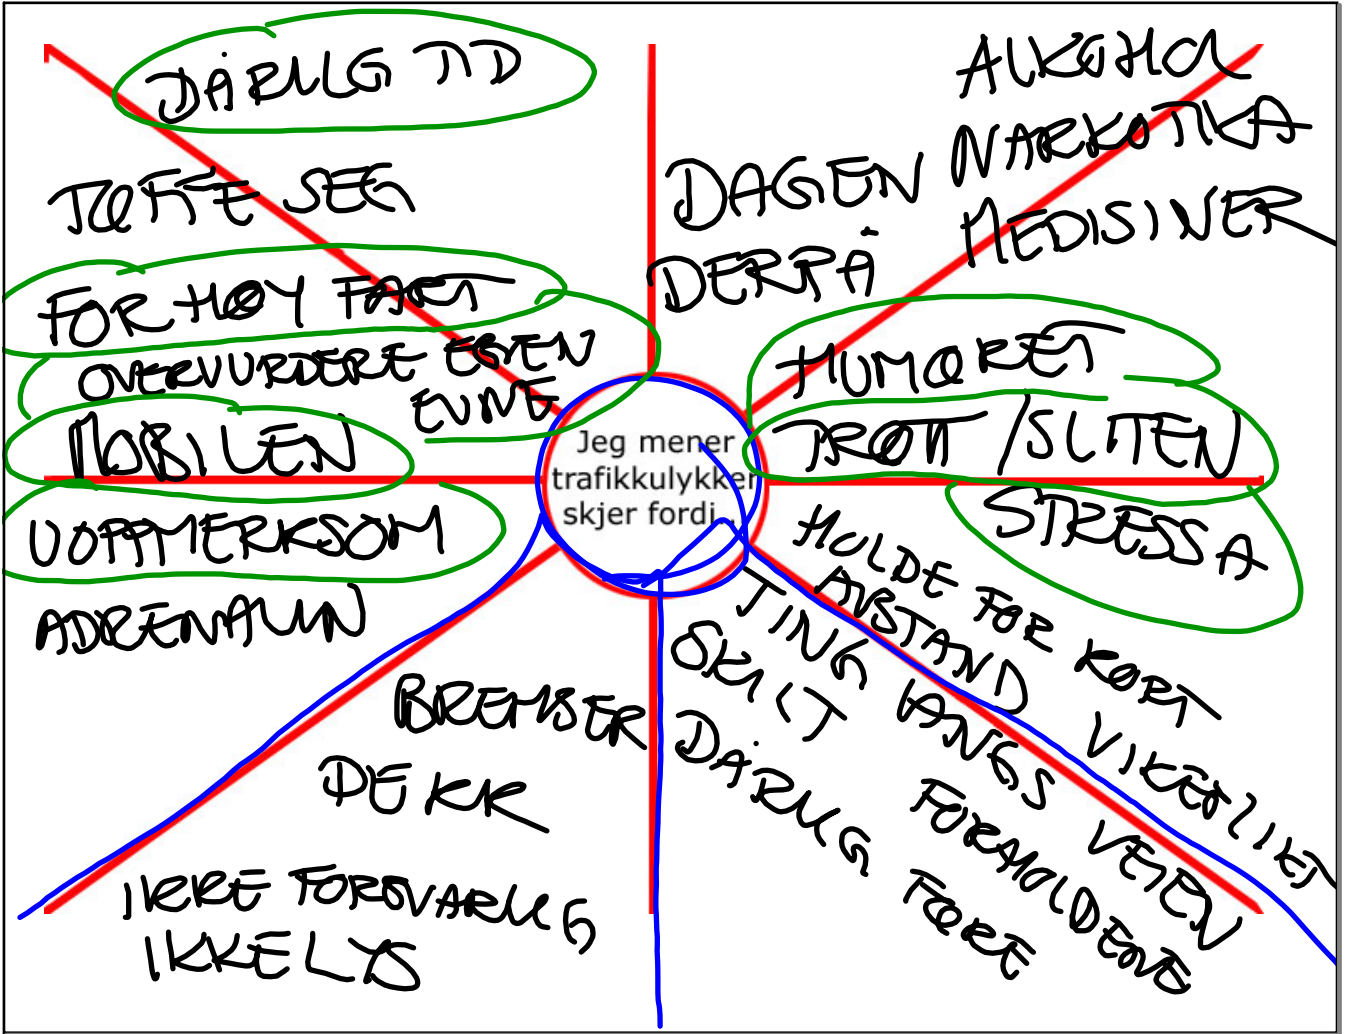 DÅRLIG TID
TØFFE SEG
FOR HØY FART
OVERVURDERE EGEN
EVNE
MOBILEN
UOPPMERKSOM
ADRENALIN
DAGEN
DERPÅ
ALKOHOL
NARKOTIKA
MEDISINER
HUMØRET
TRØTT / SLITEN
STRESSA
Jeg mener
trafikkulykker
skjer fordi...
HOLDE FOR KORT
AVSTAND VIKEPLIKT
TING LANGS VEIEN
SKILT FORHOLDENE
DÅRLIG FØRE
BREMSER
DEKK
IKKE FORSVARLIG
IKKE LYS